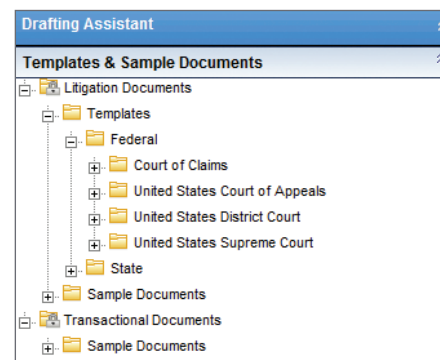 Drafting Assistant
Templates & Sample Documents
Litigation Documents
Templates
Federal
Court of Claims
United States Court of Appeals
United States District Court
United States Supreme Court
State
Sample Documents
Transactional Documents
Sample Documents